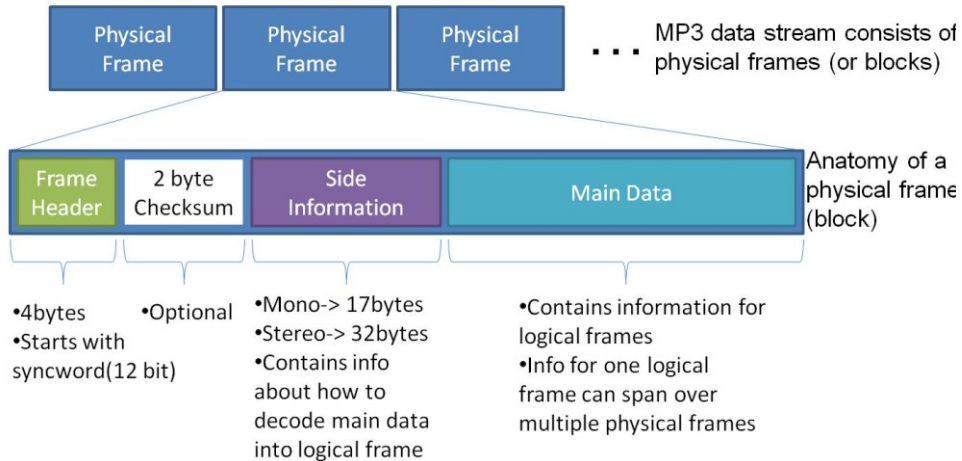 Physical
Frame
Physical
Frame
Physical
Frame
...
MP3 data stream consists of
physical frames (or blocks)
Frame
Header
2 byte
Checksum
Side
Information
Main Data
Anatomy of a
physical frame
(block)
•4bytes
•Starts with
syncword(12 bit)
•Optional
•Mono-> 17bytes
•Stereo-> 32bytes
•Contains info
about how to
decode main data
into logical frame
•Contains information for
logical frames
•Info for one logical
frame can span over
multiple physical frames